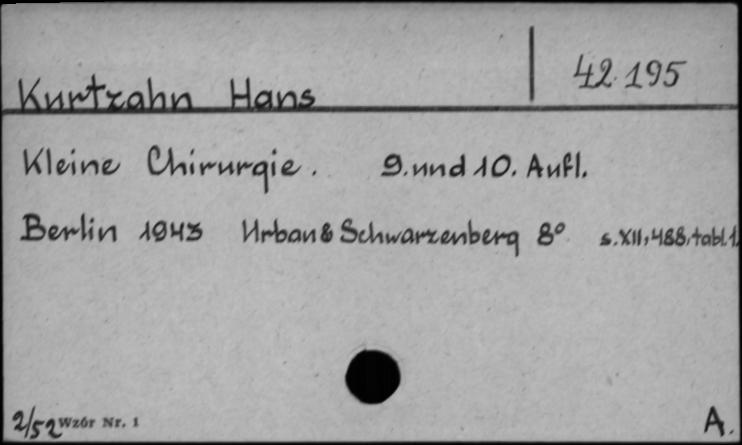 Kurtzahn Hans 42.195
Kleine Chirurgie. 9. und 10. Aufl.
Berlin 1943 Urban & Schwarzenberg 8° s. XII, 488, tabl. 1.
2/52 Wzór Nr. 1 A.